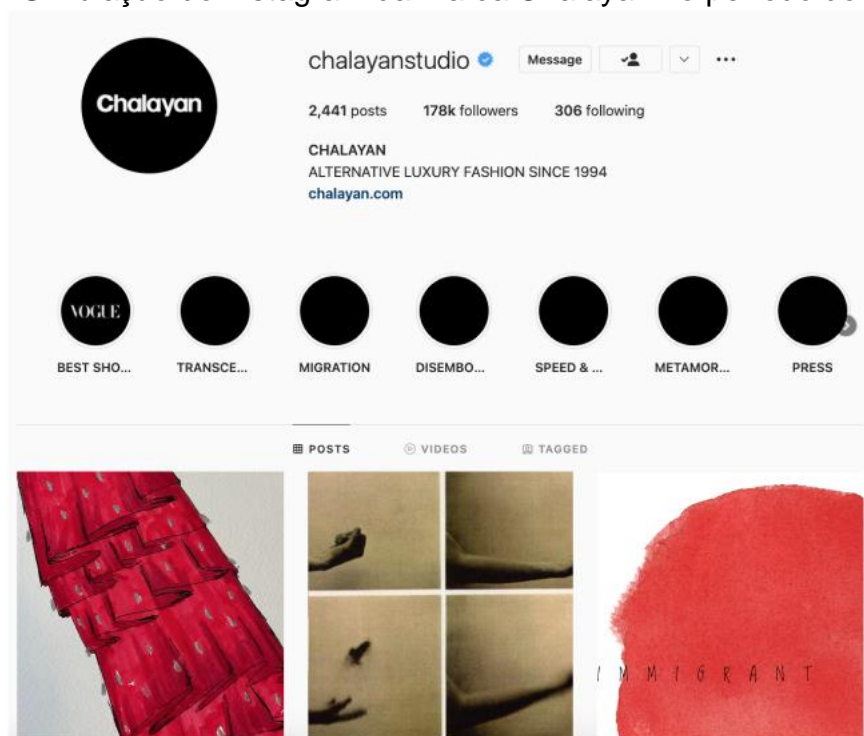 Chalayan
chalayanstudio Message
2,441 posts 178k followers 306 following
CHALAYAN
ALTERNATIVE LUXURY FASHION SINCE 1994
chalayan.com
VOGUE
BEST SHO... TRANSCE... MIGRATION DISEMBO... SPEED & ... METAMOR... PRESS
POSTS VIDEOS TAGGED
IMMIGRANT